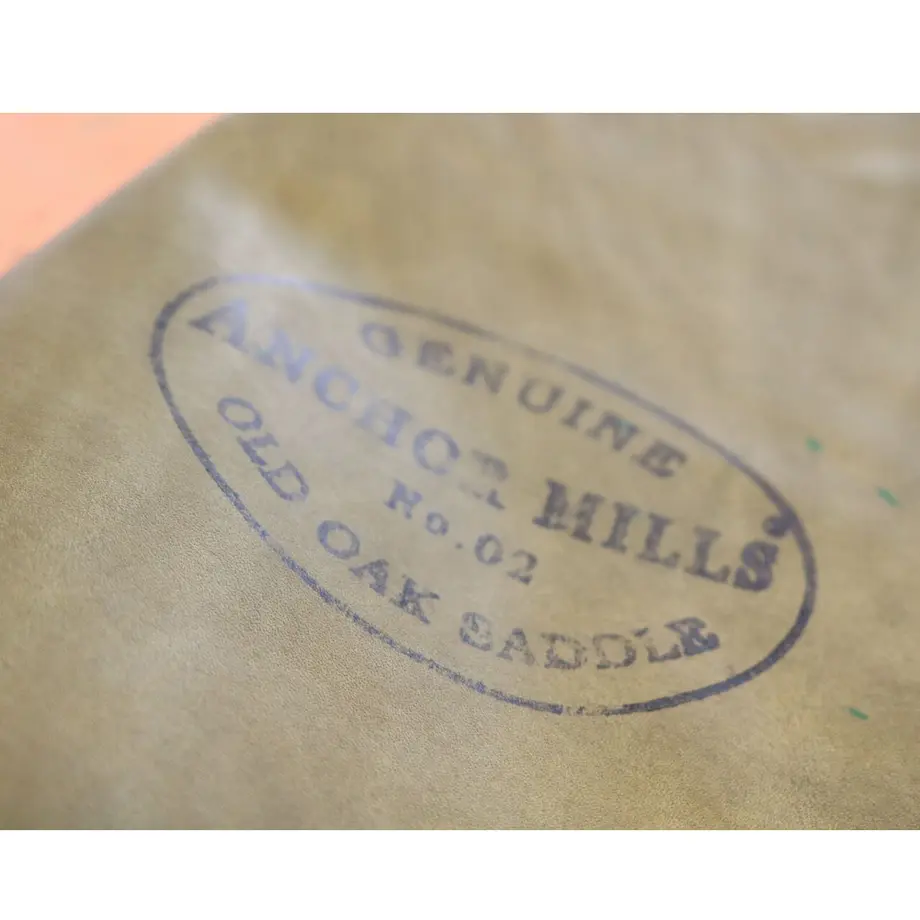 GENUINE
ANCHOR MILLS
No.02
OLD OAK SADDLE